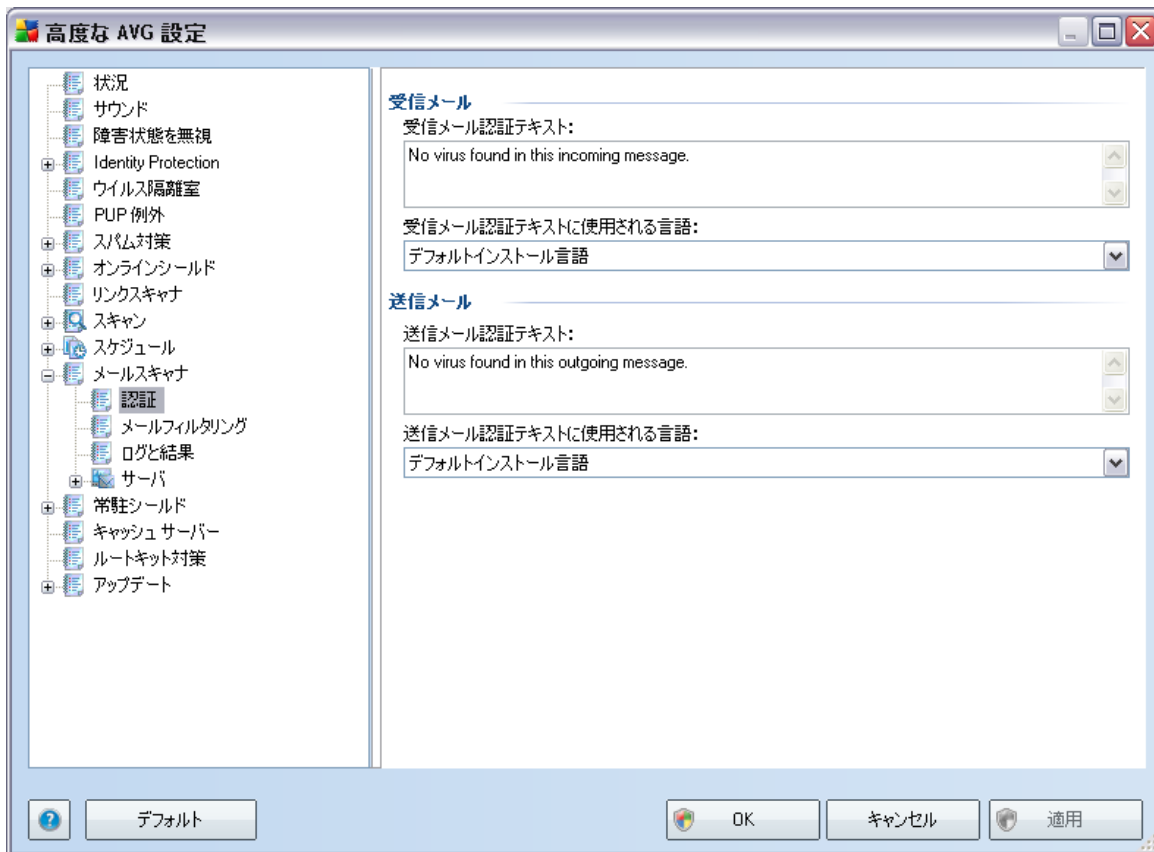 高度な AVG 設定
状況
サウンド
障害状態を無視
Identity Protection
ウイルス隔離室
PUP 例外
スパム対策
オンラインシールド
リンクスキャナ
スキャン
スケジュール
メールスキャナ
認証
メールフィルタリング
ログと結果
サーバ
常駐シールド
キャッシュ サーバー
ルートキット対策
アップデート
受信メール
受信メール認証テキスト:
No virus found in this incoming message.
受信メール認証テキストに使用される言語:
デフォルトインストール言語
送信メール
送信メール認証テキスト:
No virus found in this outgoing message.
送信メール認証テキストに使用される言語:
デフォルトインストール言語
デフォルト
OK
キャンセル
適用